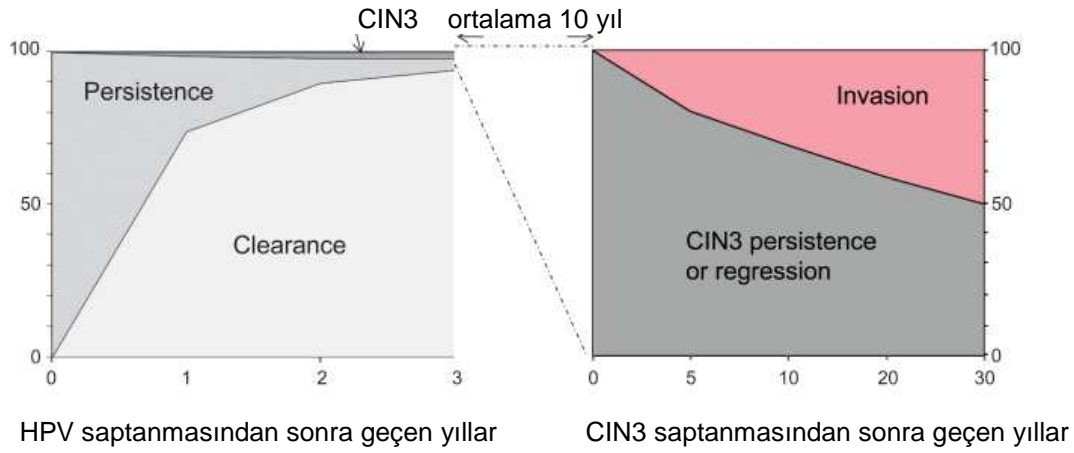 CIN3 ortalama 10 yıl
100
Persistence
50
Clearance
0
0 1 2 3
HPV saptanmasından sonra geçen yıllar
100
Invasion
50
CIN3 persistence
or regression
0
0 5 10 20 30
CIN3 saptanmasından sonra geçen yıllar